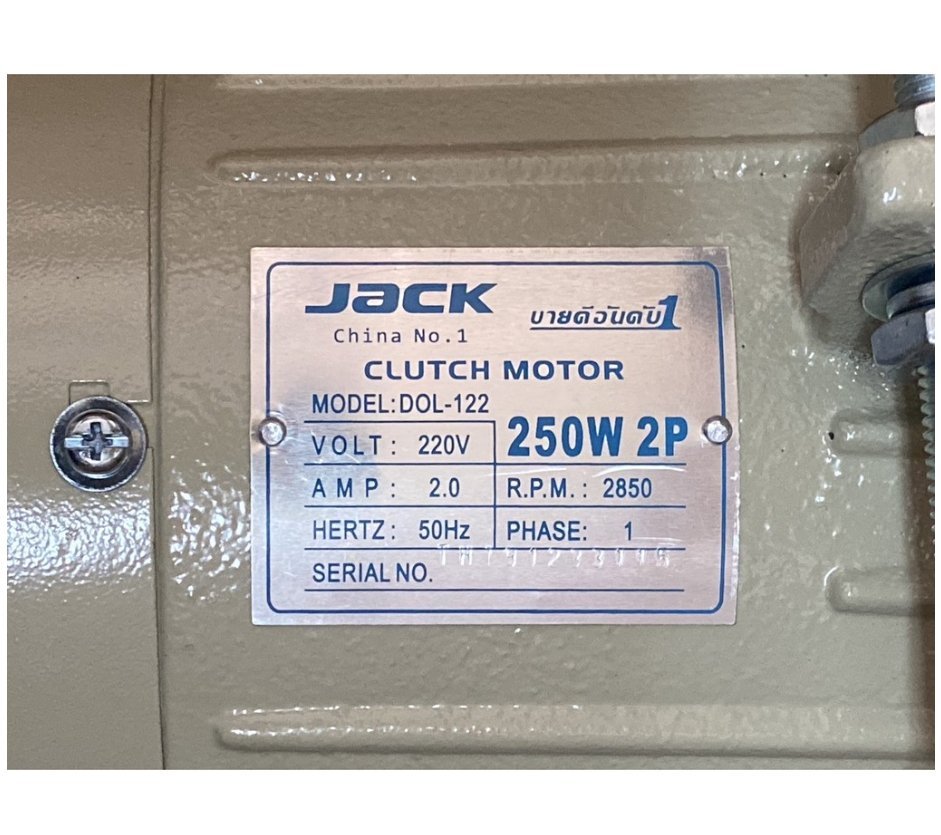 JACK
China No.1
ขายดีอันดับ1
CLUTCH MOTOR
MODEL: DOL-122
VOLT: 220V
250W 2P
AMP: 2.0
R.P.M.: 2850
HERTZ: 50Hz
PHASE: 1
SERIAL NO.